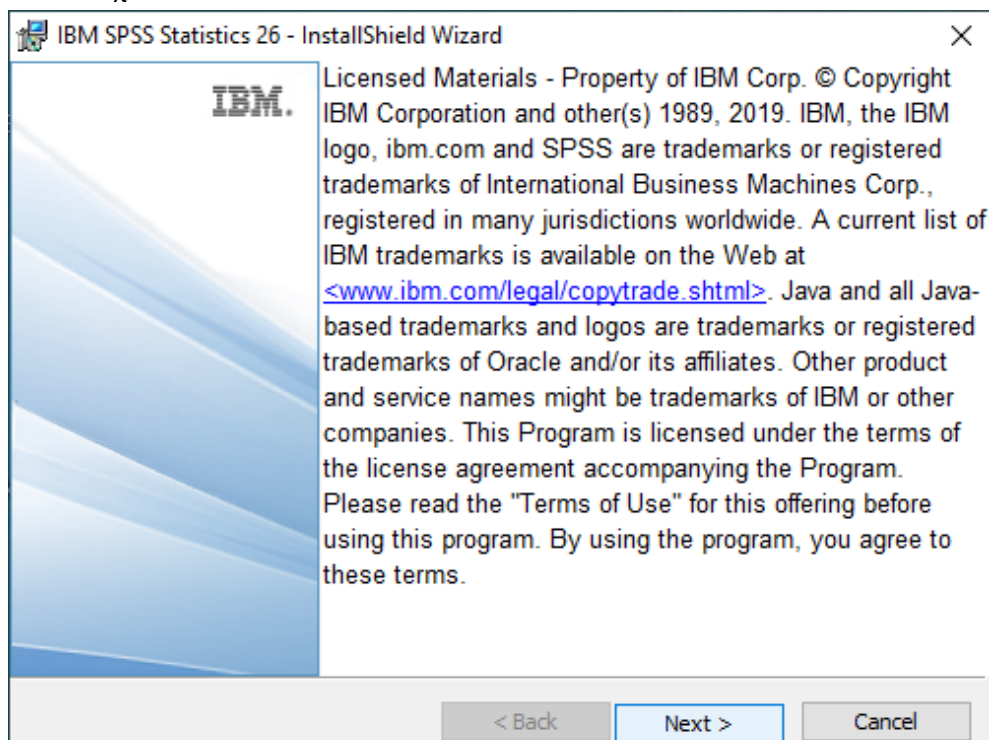 IBM SPSS Statistics 26 - InstallShield Wizard
IBM.
Licensed Materials - Property of IBM Corp. © Copyright
IBM Corporation and other(s) 1989, 2019. IBM, the IBM
logo, ibm.com and SPSS are trademarks or registered
trademarks of International Business Machines Corp.,
registered in many jurisdictions worldwide. A current list of
IBM trademarks is available on the Web at
<www.ibm.com/legal/copytrade.shtml>. Java and all Java-
based trademarks and logos are trademarks or registered
trademarks of Oracle and/or its affiliates. Other product
and service names might be trademarks of IBM or other
companies. This Program is licensed under the terms of
the license agreement accompanying the Program.
Please read the "Terms of Use" for this offering before
using this program. By using the program, you agree to
these terms.
< Back
Next >
Cancel